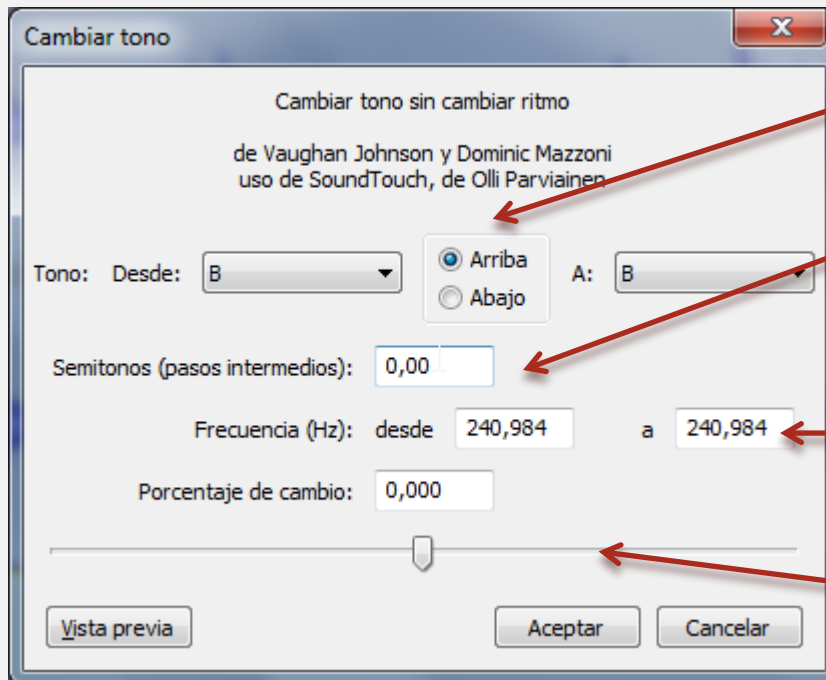 Cambiar tono
Cambiar tono sin cambiar ritmo
de Vaughan Johnson y Dominic Mazzoni
uso de SoundTouch, de Olli Parviainen
Tono: Desde: B Arriba A: B
Abajo
Semitonos (pasos intermedios): 0,00
Frecuencia (Hz): desde 240,984 a 240,984
Porcentaje de cambio: 0,000
Vista previa Aceptar Cancelar